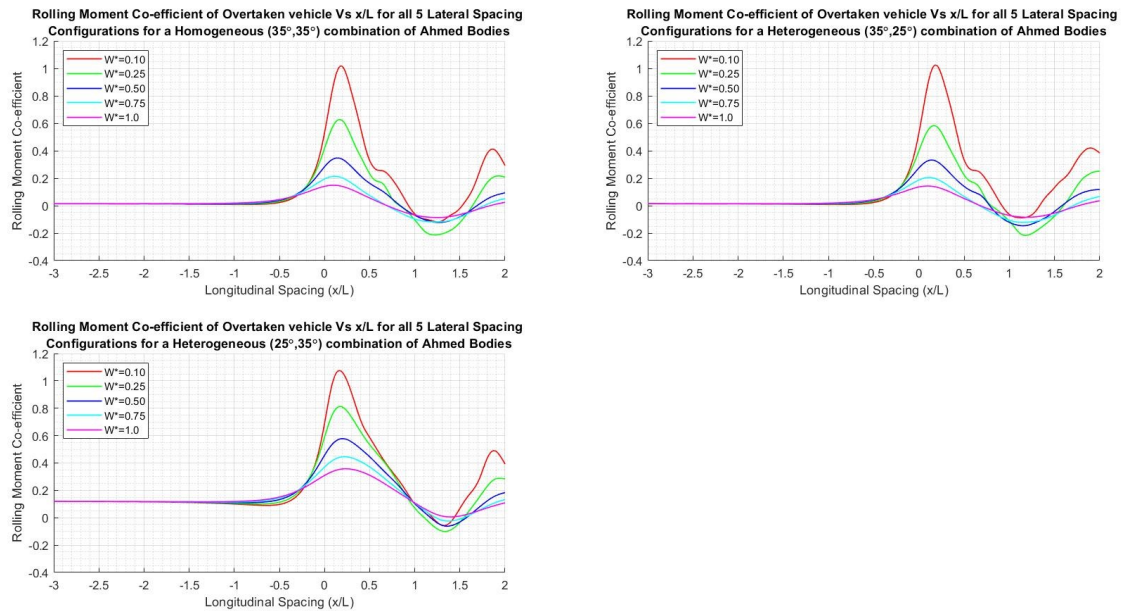 Rolling Moment Co-efficient of Overtaken vehicle Vs x/L for all 5 Lateral Spacing
Configurations for a Homogeneous (35°,35°) combination of Ahmed Bodies
1.2
1
0.8
0.6
0.4
0.2
0
-0.2
-0.4
Rolling Moment Co-efficient
W*=0.10
W*=0.25
W*=0.50
W*=0.75
W*=1.0
-3 -2.5 -2 -1.5 -1 -0.5 0 0.5 1 1.5 2
Longitudinal Spacing (x/L)
Rolling Moment Co-efficient of Overtaken vehicle Vs x/L for all 5 Lateral Spacing
Configurations for a Heterogeneous (35°,25°) combination of Ahmed Bodies
1.2
1
0.8
0.6
0.4
0.2
0
-0.2
-0.4
Rolling Moment Co-efficient
W*=0.10
W*=0.25
W*=0.50
W*=0.75
W*=1.0
-3 -2.5 -2 -1.5 -1 -0.5 0 0.5 1 1.5 2
Longitudinal Spacing (x/L)
Rolling Moment Co-efficient of Overtaken vehicle Vs x/L for all 5 Lateral Spacing
Configurations for a Heterogeneous (25°,35°) combination of Ahmed Bodies
1.2
1
0.8
0.6
0.4
0.2
0
-0.2
-0.4
Rolling Moment Co-efficient
W*=0.10
W*=0.25
W*=0.50
W*=0.75
W*=1.0
-3 -2.5 -2 -1.5 -1 -0.5 0 0.5 1 1.5 2
Longitudinal Spacing (x/L)